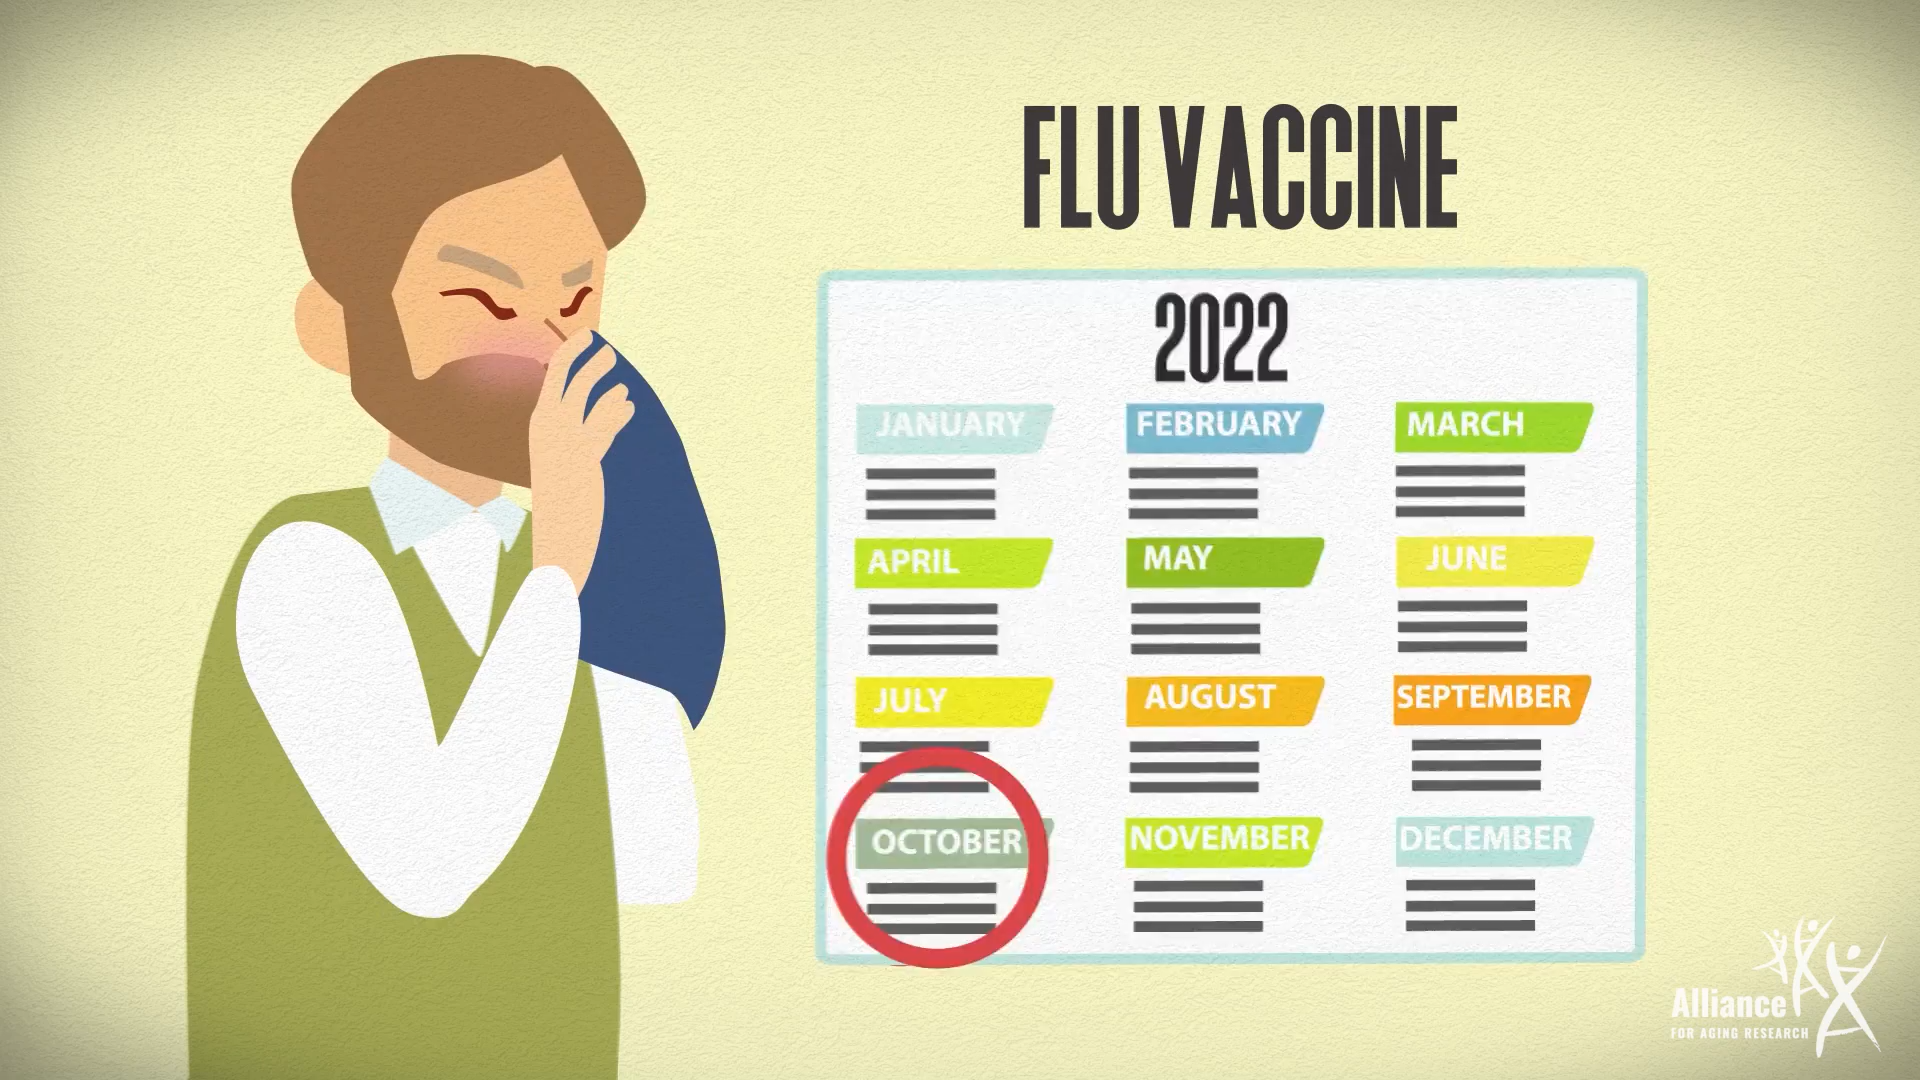 FLU VACCINE
2022
JANUARY
FEBRUARY
MARCH
APRIL
MAY
JUNE
JULY
AUGUST
SEPTEMBER
OCTOBER
NOVEMBER
DECEMBER
Alliance
FOR AGING RESEARCH